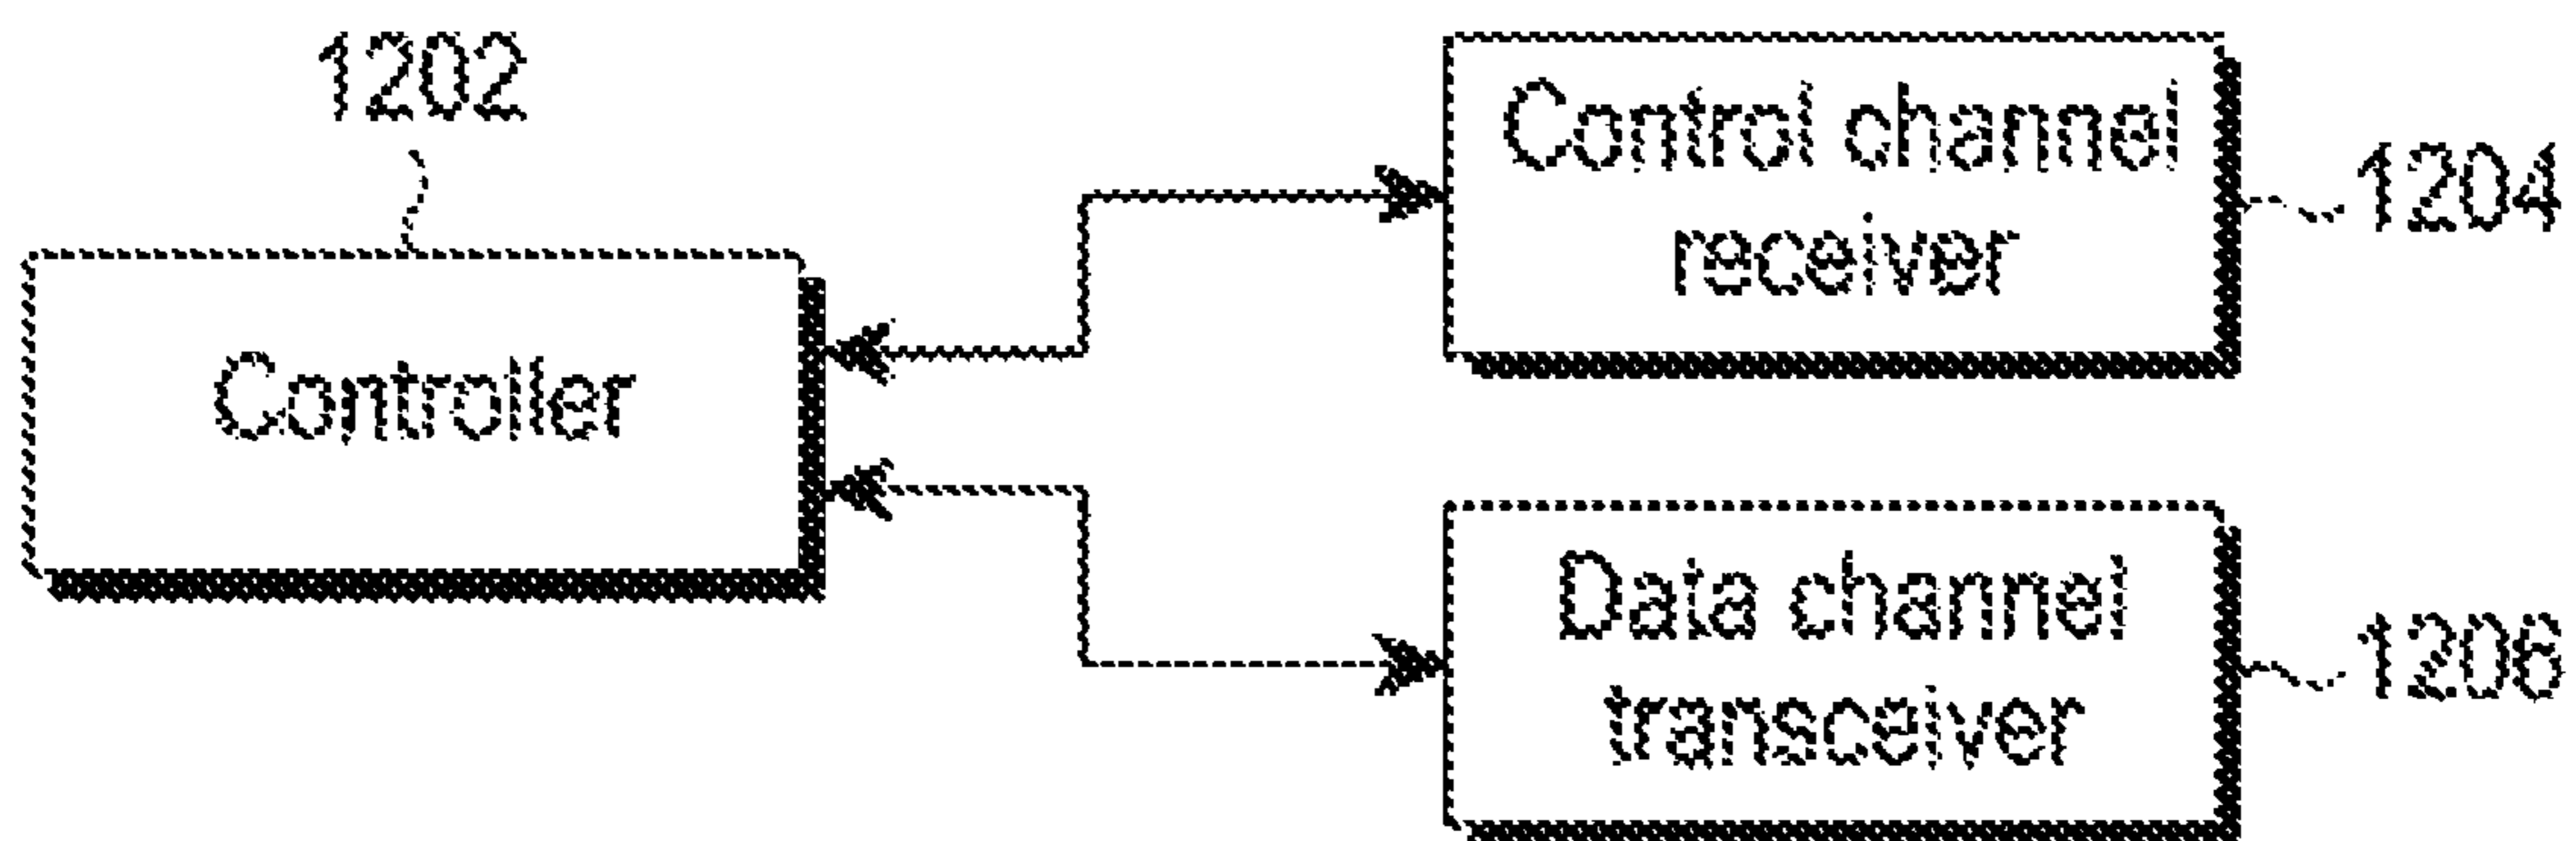 1202
Controller
Control channel
receiver
1204
Data channel
transceiver
1206